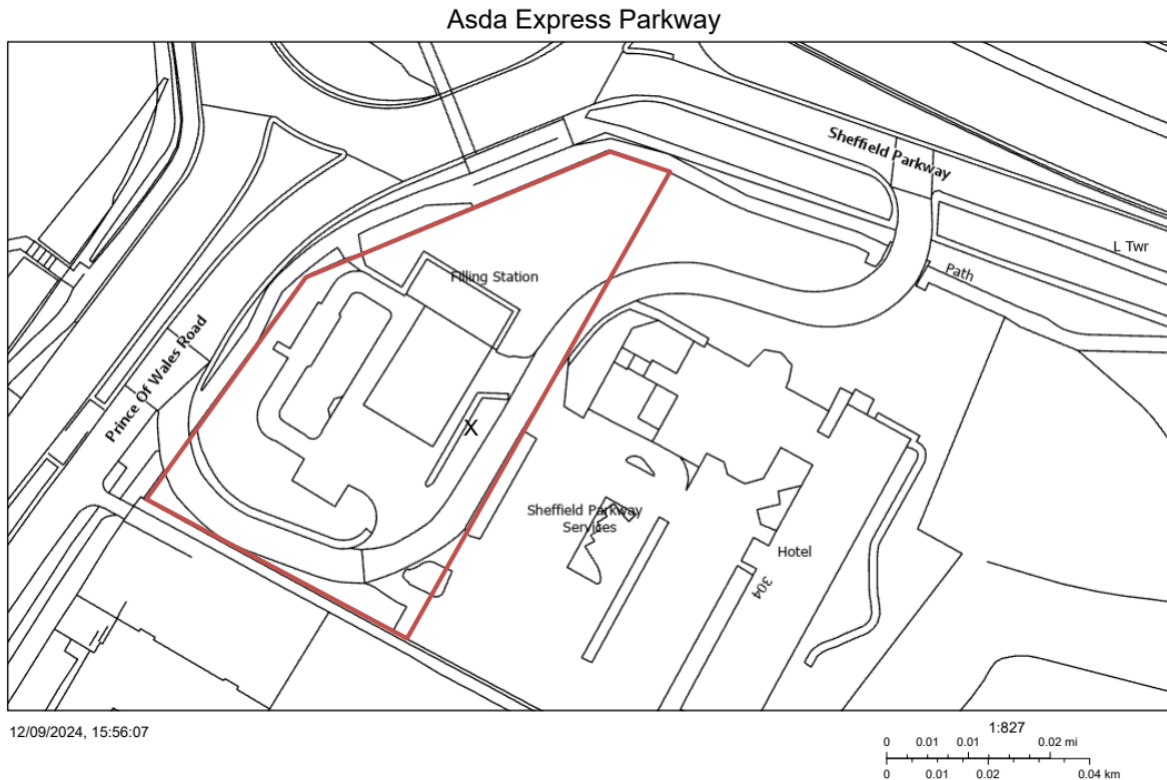 Asda Express Parkway
Sheffield Parkway
L Twr
Path
Filling Station
Prince Of Wales Road
X
Sheffield Parkway
Services
Hotel
304
12/09/2024, 15:56:07
1:827
0 0.01 0.01 0.02 mi
0 0.01 0.02 0.04 km